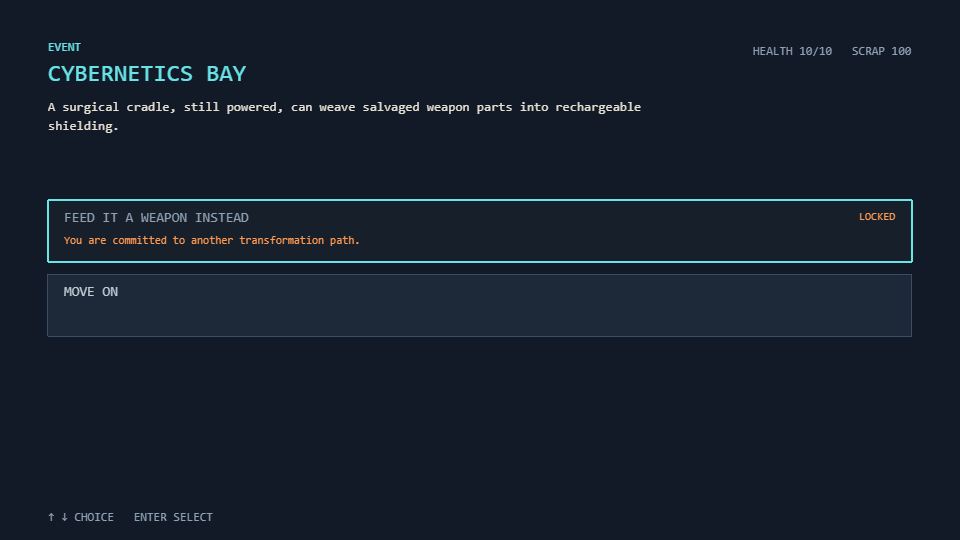 EVENT
HEALTH 10/10 SCRAP 100
CYBERNETICS BAY
A surgical cradle, still powered, can weave salvaged weapon parts into rechargeable
shielding.
FEED IT A WEAPON INSTEAD
LOCKED
You are committed to another transformation path.
MOVE ON
↑ ↓ CHOICE ENTER SELECT